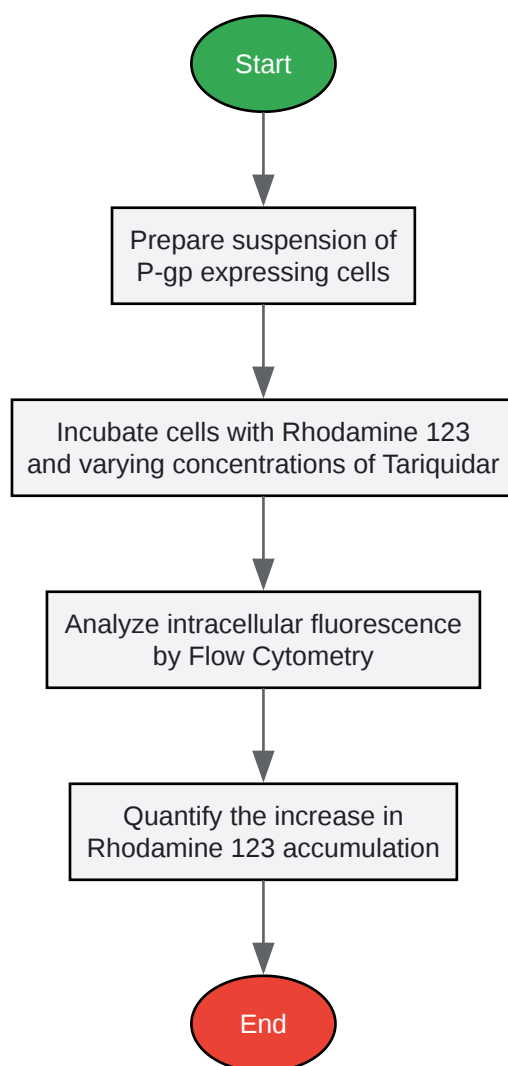 Start
Prepare suspension of
P-gp expressing cells
Incubate cells with Rhodamine 123
and varying concentrations of Tariquidar
Analyze intracellular fluorescence
by Flow Cytometry
Quantify the increase in
Rhodamine 123 accumulation
End